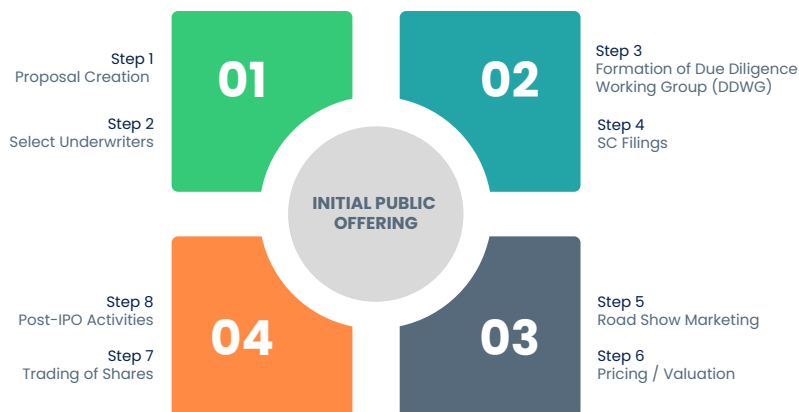 01
Step 1
Proposal Creation
Step 2
Select Underwriters
02
Step 3
Formation of Due Diligence
Working Group (DDWG)
Step 4
SC Filings
INITIAL PUBLIC
OFFERING
03
Step 5
Road Show Marketing
Step 6
Pricing / Valuation
04
Step 8
Post-IPO Activities
Step 7
Trading of Shares